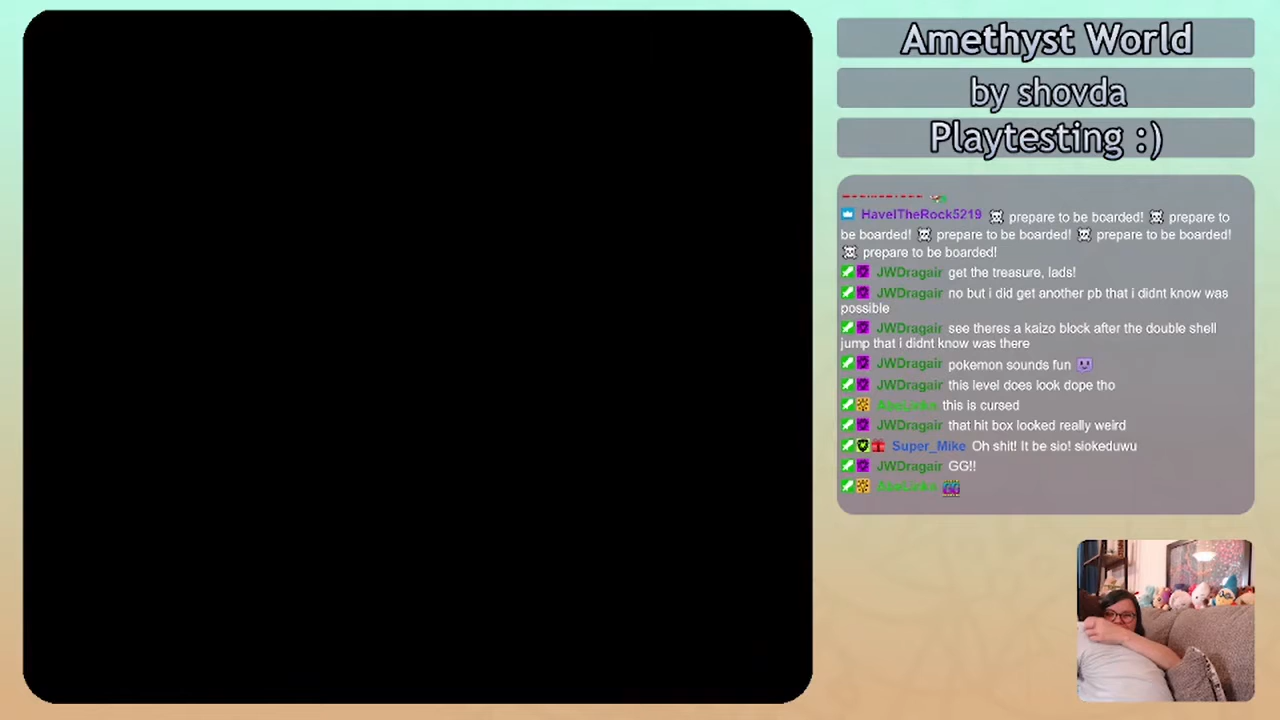 Amethyst World
by shovda
Playtesting :)
HavelTheRock5219 prepare to be boarded! prepare to
be boarded! prepare to be boarded! prepare to be boarded!
prepare to be boarded!
JWDragair get the treasure, lads!
JWDragair no but i did get another pb that i didnt know was
possible
JWDragair see theres a kaizo block after the double shell
jump that i didnt know was there
JWDragair pokemon sounds fun
JWDragair this level does look dope tho
this is cursed
JWDragair that hit box looked really weird
Super_Mike Oh shit! It be sio! siokeduwu
JWDragair GG!!
GG